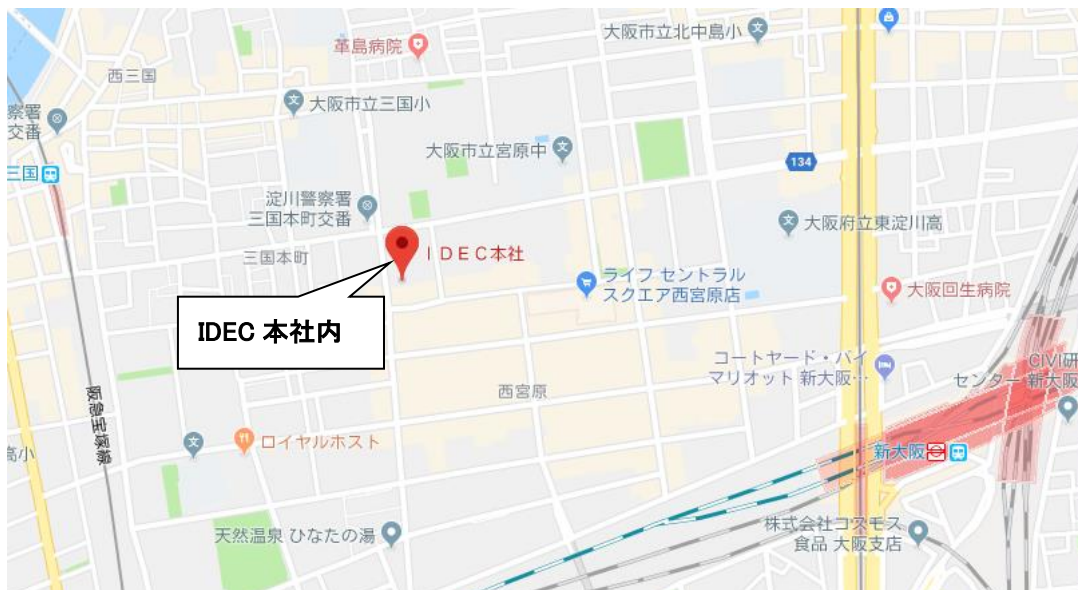 大阪市立北中島小
革島病院
西三国
大阪市立三国小
察署
交番
大阪市立宮原中
134
三国
淀川警察署
三国本町交番
大阪府立東淀川高
三国本町
IDEC本社
ライフ セントラル
スクエア西宮原店
大阪回生病院
IDEC 本社内
コートヤード・バイ
マリオット 新大阪…
CIVI研
センター 新大阪
西宮原
阪急宝塚線
ロイヤルホスト
高小
新大阪
天然温泉 ひなたの湯
株式会社コスモス
食品 大阪支店